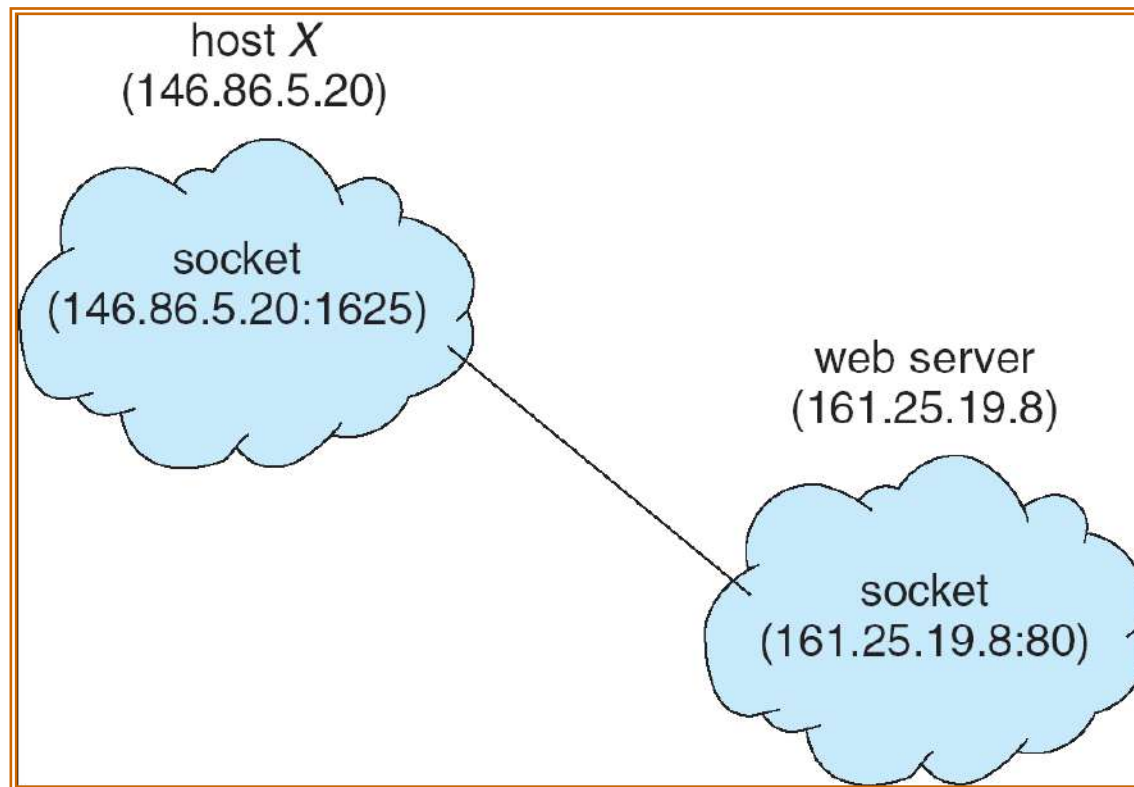 host X
(146.86.5.20)
socket
(146.86.5.20:1625)
web server
(161.25.19.8)
socket
(161.25.19.8:80)